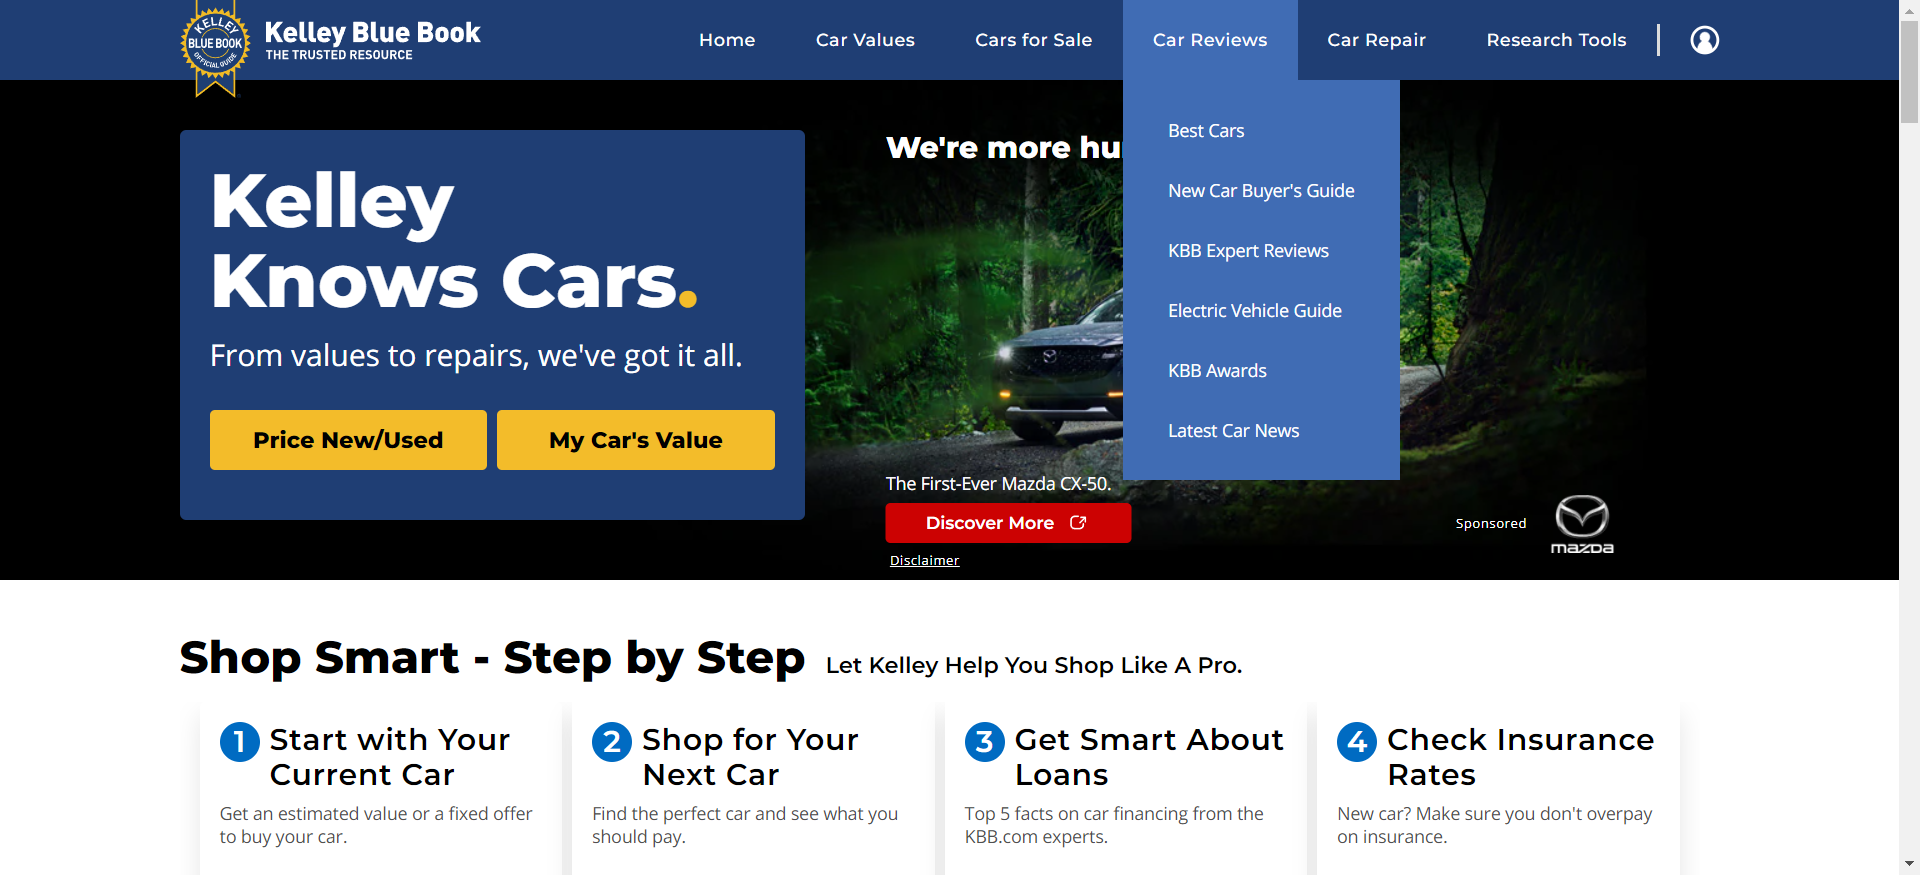 KELLEY
BLUE BOOK
OFFICIAL GUIDE
Kelley Blue Book
THE TRUSTED RESOURCE
Home
Car Values
Cars for Sale
Car Reviews
Car Repair
Research Tools
Best Cars
New Car Buyer's Guide
KBB Expert Reviews
Electric Vehicle Guide
KBB Awards
Latest Car News
Kelley
Knows Cars.
From values to repairs, we've got it all.
Price New/Used
My Car's Value
We're more
The First-Ever Mazda CX-50.
Discover More
Disclaimer
Sponsored
mazda
Shop Smart - Step by Step
Let Kelley Help You Shop Like A Pro.
1 Start with Your
Current Car
Get an estimated value or a fixed offer
to buy your car.
2 Shop for Your
Next Car
Find the perfect car and see what you
should pay.
3 Get Smart About
Loans
Top 5 facts on car financing from the
KBB.com experts.
4 Check Insurance
Rates
New car? Make sure you don't overpay
on insurance.